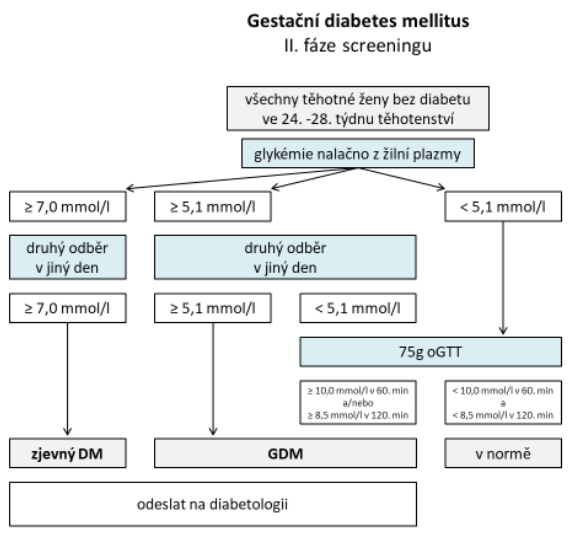 Gestační diabetes mellitus
II. fáze screeningu
všechny těhotné ženy bez diabetu
ve 24. -28. týdnu těhotenství
glykémie nalačno z žilní plazmy
≥ 7,0 mmol/l
≥ 5,1 mmol/l
< 5,1 mmol/l
druhý odběr
v jiný den
druhý odběr
v jiný den
≥ 7,0 mmol/l
≥ 5,1 mmol/l
< 5,1 mmol/l
75g oGTT
≥ 10,0 mmol/l v 60. min
a/nebo
≥ 8,5 mmol/l v 120. min
< 10,0 mmol/l v 60. min
a
< 8,5 mmol/l v 120. min
zjevný DM
GDM
v normě
odeslat na diabetologii